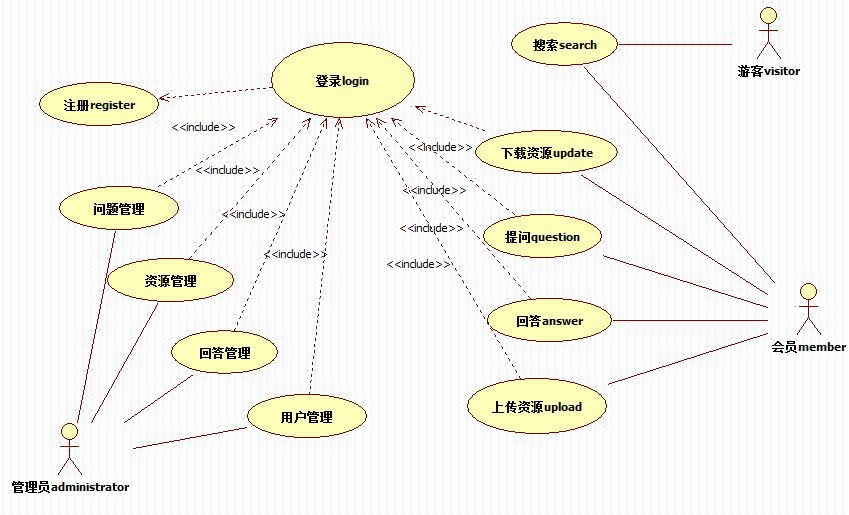 搜索search
游客visitor
登录login
注册register
<<include>>
<<include>>
下载资源update
<<include>>
<<include>>
问题管理
<<include>>
<<include>>
提问question
<<include>>
<<include>>
资源管理
回答answer
会员member
回答管理
用户管理
上传资源upload
管理员administrator